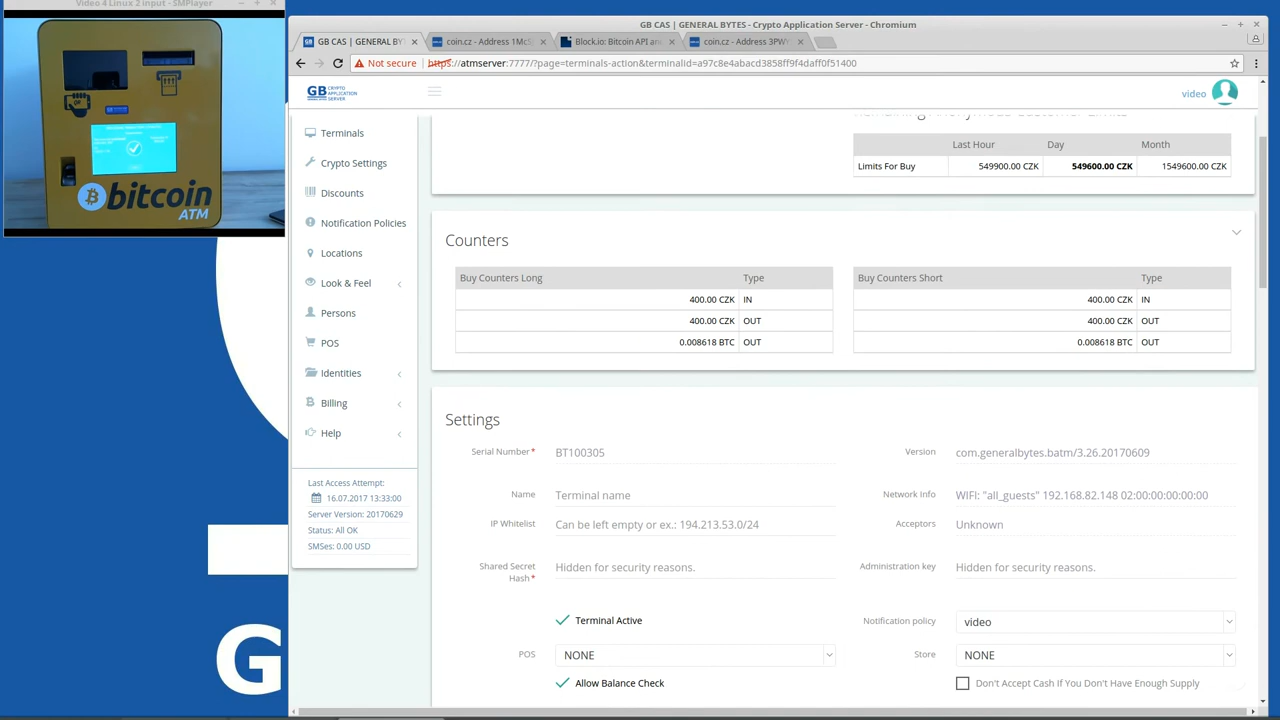 Video 4 Linux 2 input - SMPlayer
bitcoin
ATM
G
GB CAS | GENERAL BYTES - Crypto Application Server - Chromium
GB CAS | GENERAL BY
coin.cz - Address 1McS
Block.io: Bitcoin API an
coin.cz - Address 3PWY
Not secure https://atmserver:7777/?page=terminals-action&terminalid=a97c8e4abacd3858ff9f4daff0f51400
GB CRYPTO APPLICATION SERVER
video
Terminals
Crypto Settings
Discounts
Notification Policies
Locations
Look & Feel
Persons
POS
Identities
Billing
Help
Last Access Attempt:
16.07.2017 13:33:00
Server Version: 20170629
Status: All OK
SMSes: 0.00 USD
Last Hour Day Month
Limits For Buy 549900.00 CZK 549600.00 CZK 1549600.00 CZK
Counters
Buy Counters Long Type
400.00 CZK IN
400.00 CZK OUT
0.008618 BTC OUT
Buy Counters Short Type
400.00 CZK IN
400.00 CZK OUT
0.008618 BTC OUT
Settings
Serial Number* BT100305
Version com.generalbytes.batm/3.26.20170609
Name Terminal name
Network Info WIFI: "all_guests" 192.168.82.148 02:00:00:00:00:00
IP Whitelist Can be left empty or ex.: 194.213.53.0/24
Acceptors Unknown
Shared Secret Hash* Hidden for security reasons.
Administration key Hidden for security reasons.
Terminal Active
Notification policy video
POS NONE
Store NONE
Allow Balance Check
Don't Accept Cash If You Don't Have Enough Supply